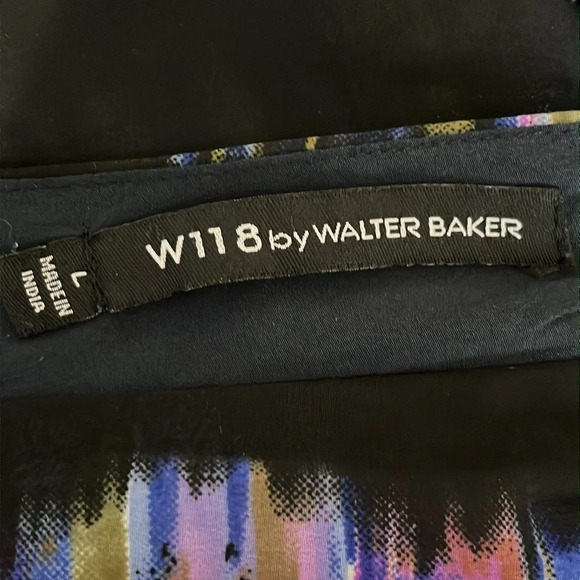 W118 by WALTER BAKER
L
MADE IN
INDIA